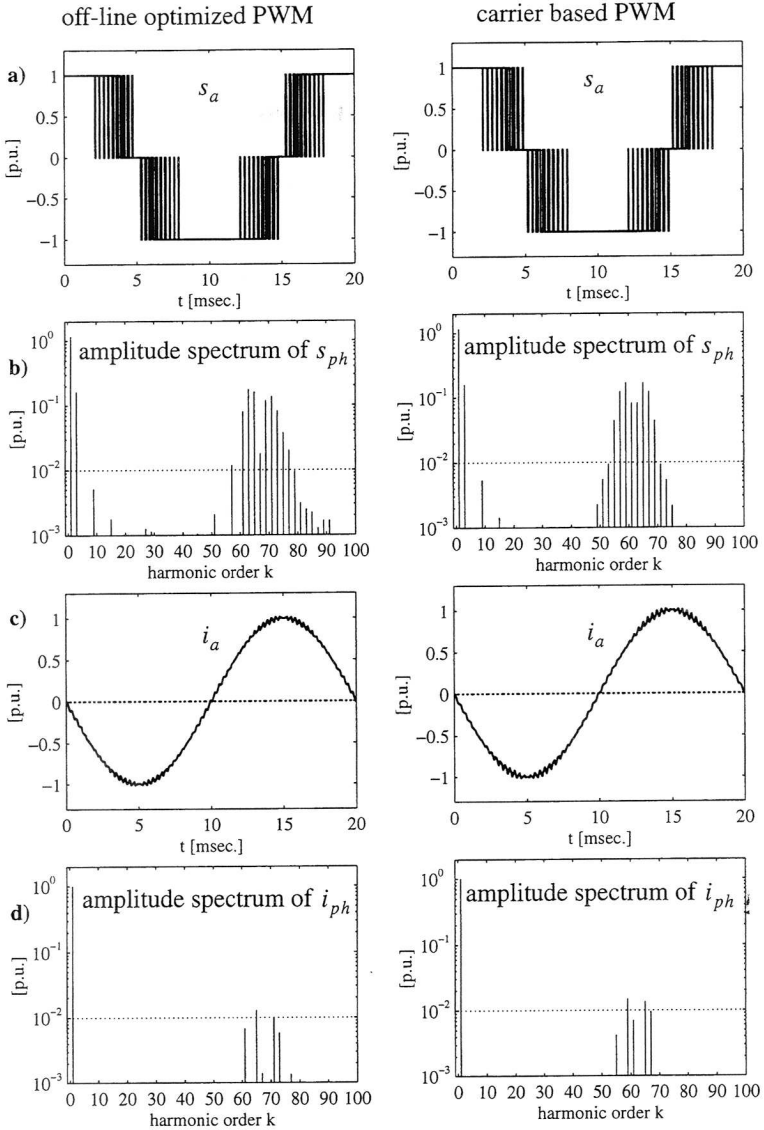 off-line optimized PWM
carrier based PWM
a)
[p.u.]
1
0.5
0
−0.5
−1
s_a
0 5 10 15 20
t [msec.]
[p.u.]
1
0.5
0
−0.5
−1
s_a
0 5 10 15 20
t [msec.]
b)
[p.u.]
10^0
10^-1
10^-2
10^-3
amplitude spectrum of s_ph
0 10 20 30 40 50 60 70 80 90 100
harmonic order k
[p.u.]
10^0
10^-1
10^-2
10^-3
amplitude spectrum of s_ph
0 10 20 30 40 50 60 70 80 90 100
harmonic order k
c)
[p.u.]
1
0.5
0
−0.5
−1
i_a
0 5 10 15 20
t [msec.]
[p.u.]
1
0.5
0
−0.5
−1
i_a
0 5 10 15 20
t [msec.]
d)
[p.u.]
10^0
10^-1
10^-2
10^-3
amplitude spectrum of i_ph
0 10 20 30 40 50 60 70 80 90 100
harmonic order k
[p.u.]
10^0
10^-1
10^-2
10^-3
amplitude spectrum of i_ph
0 10 20 30 40 50 60 70 80 90 100
harmonic order k